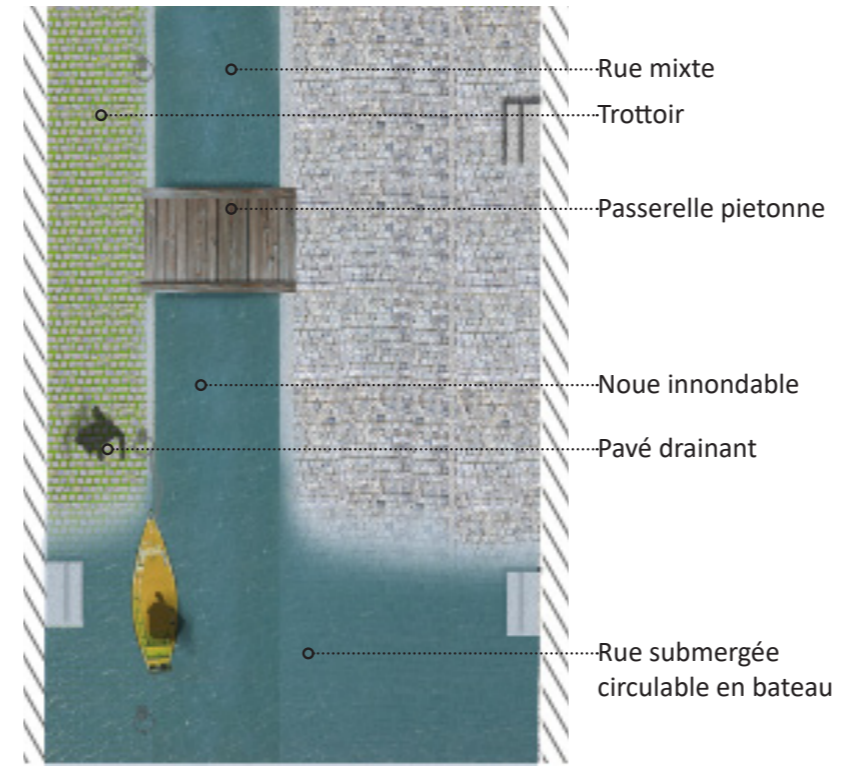 Rue mixte
Trottoir
Passerelle pietonne
Noue innondable
Pavé drainant
Rue submergée
circulable en bateau